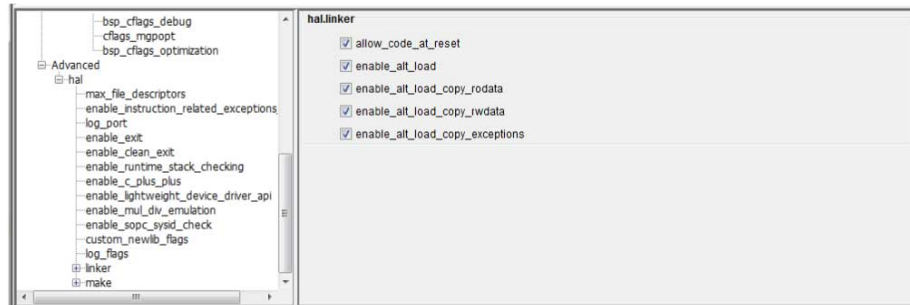 bsp_cflags_debug
cflags_mgpopt
bsp_cflags_optimization
Advanced
hal
max_file_descriptors
enable_instruction_related_exceptions_
log_port
enable_exit
enable_clean_exit
enable_runtime_stack_checking
enable_c_plus_plus
enable_lightweight_device_driver_api
enable_mul_div_emulation
enable_sopc_sysid_check
custom_newlib_flags
log_flags
linker
make
hal.linker
allow_code_at_reset
enable_alt_load
enable_alt_load_copy_rodata
enable_alt_load_copy_rwdata
enable_alt_load_copy_exceptions